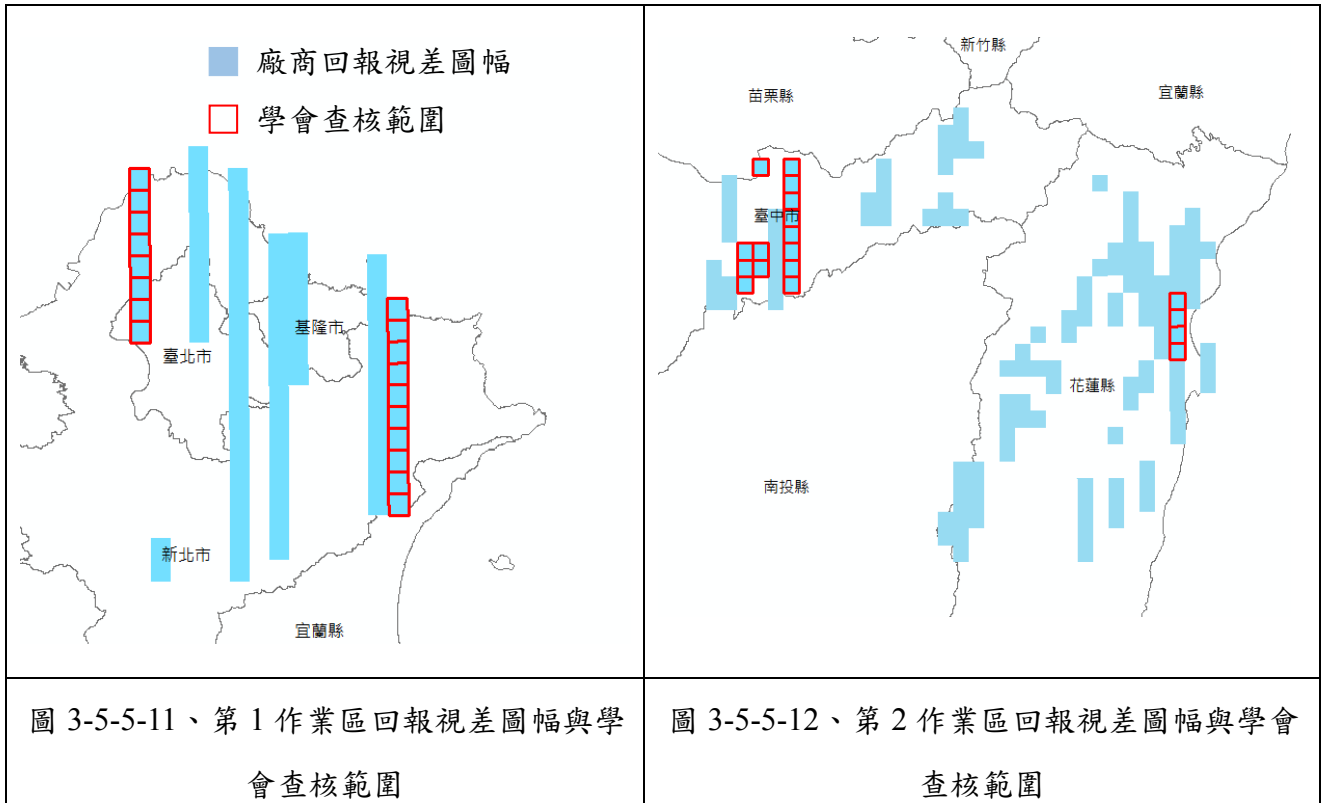 廠商回報視差圖幅
學會查核範圍
基隆市
臺北市
新北市
宜蘭縣
新竹縣
苗栗縣
宜蘭縣
臺中市
花蓮縣
南投縣
圖 3-5-5-11、第 1 作業區回報視差圖幅與學
會查核範圍
圖 3-5-5-12、第 2 作業區回報視差圖幅與學會
查核範圍